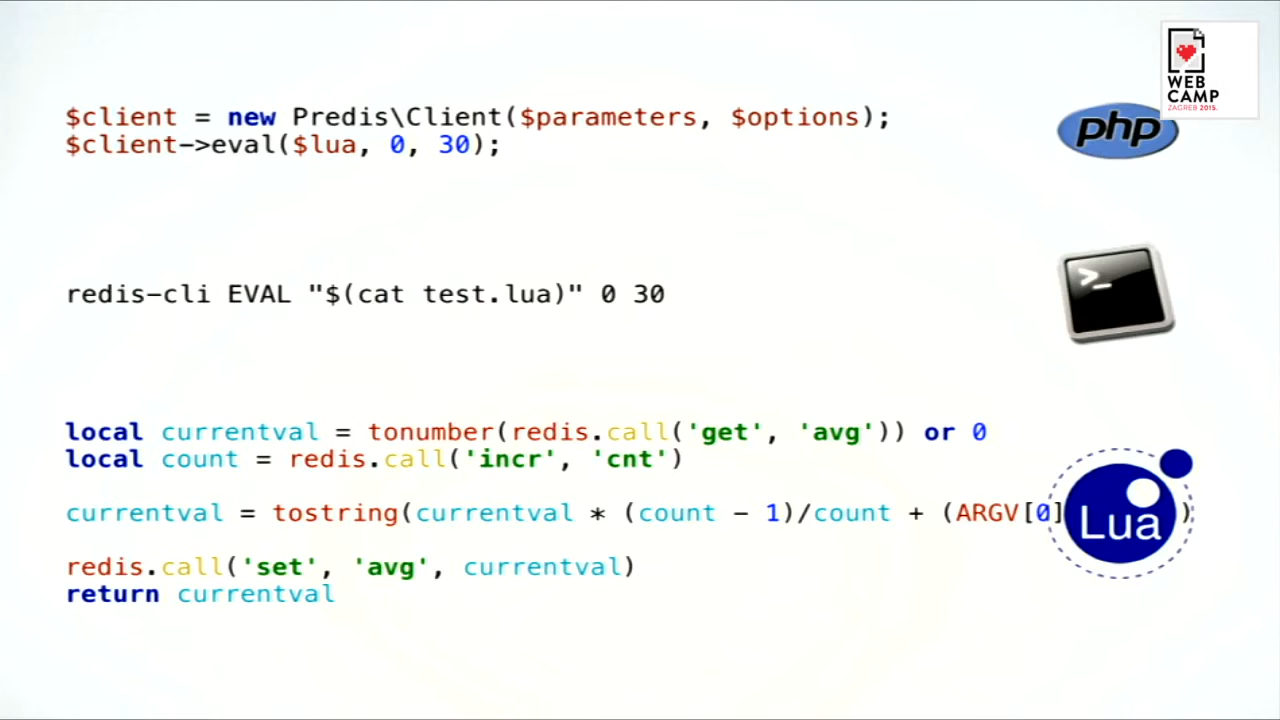 WEB
CAMP
ZAGREB 2015.
php
$client = new Predis\Client($parameters, $options);
$client->eval($lua, 0, 30);
>_
redis-cli EVAL "$(cat test.lua)" 0 30
local currentval = tonumber(redis.call('get', 'avg')) or 0
local count = redis.call('incr', 'cnt')
currentval = tostring(currentval * (count - 1)/count + (ARGV[0] )
Lua
redis.call('set', 'avg', currentval)
return currentval